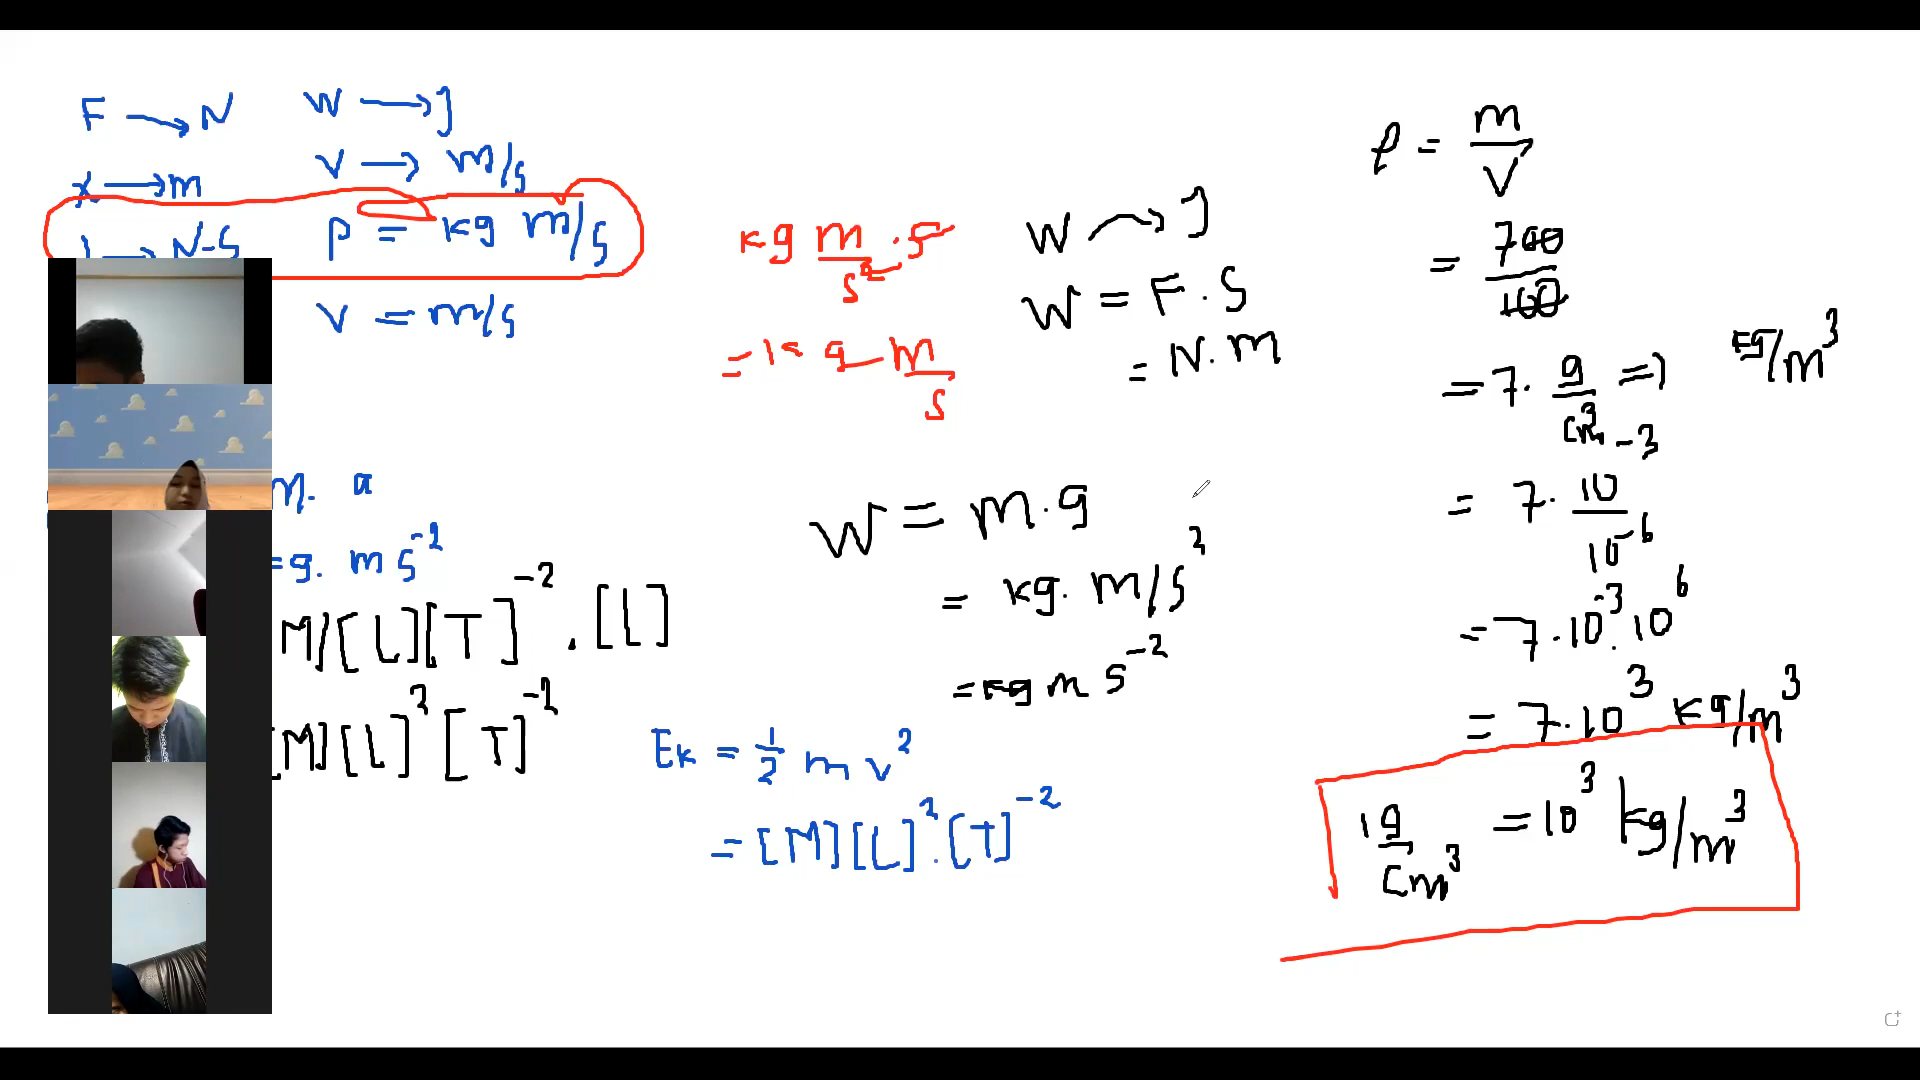 F → N
W → J
x → m
V → m/s
I → N-S
P = kg m/s
V = m/s
m. a
g. m s⁻²
M/[L][T]⁻² . [L]
[M][L]²[T]⁻²
kg m/s² . s
= kg m/s
W → J
W = F . S
= N . m
W = m . g
= kg . m/s²
= kg m s⁻²
Ek = 1/2 m v²
= [M][L]² . [T]⁻²
ρ = m/V
= 700/100
= 7 . g/cm³ ⇒ kg/m³
= 7 . 10⁻³/10⁻⁶
= 7 . 10⁻³ . 10⁶
= 7 . 10³ kg/m³
1 g/cm³ = 10³ kg/m³